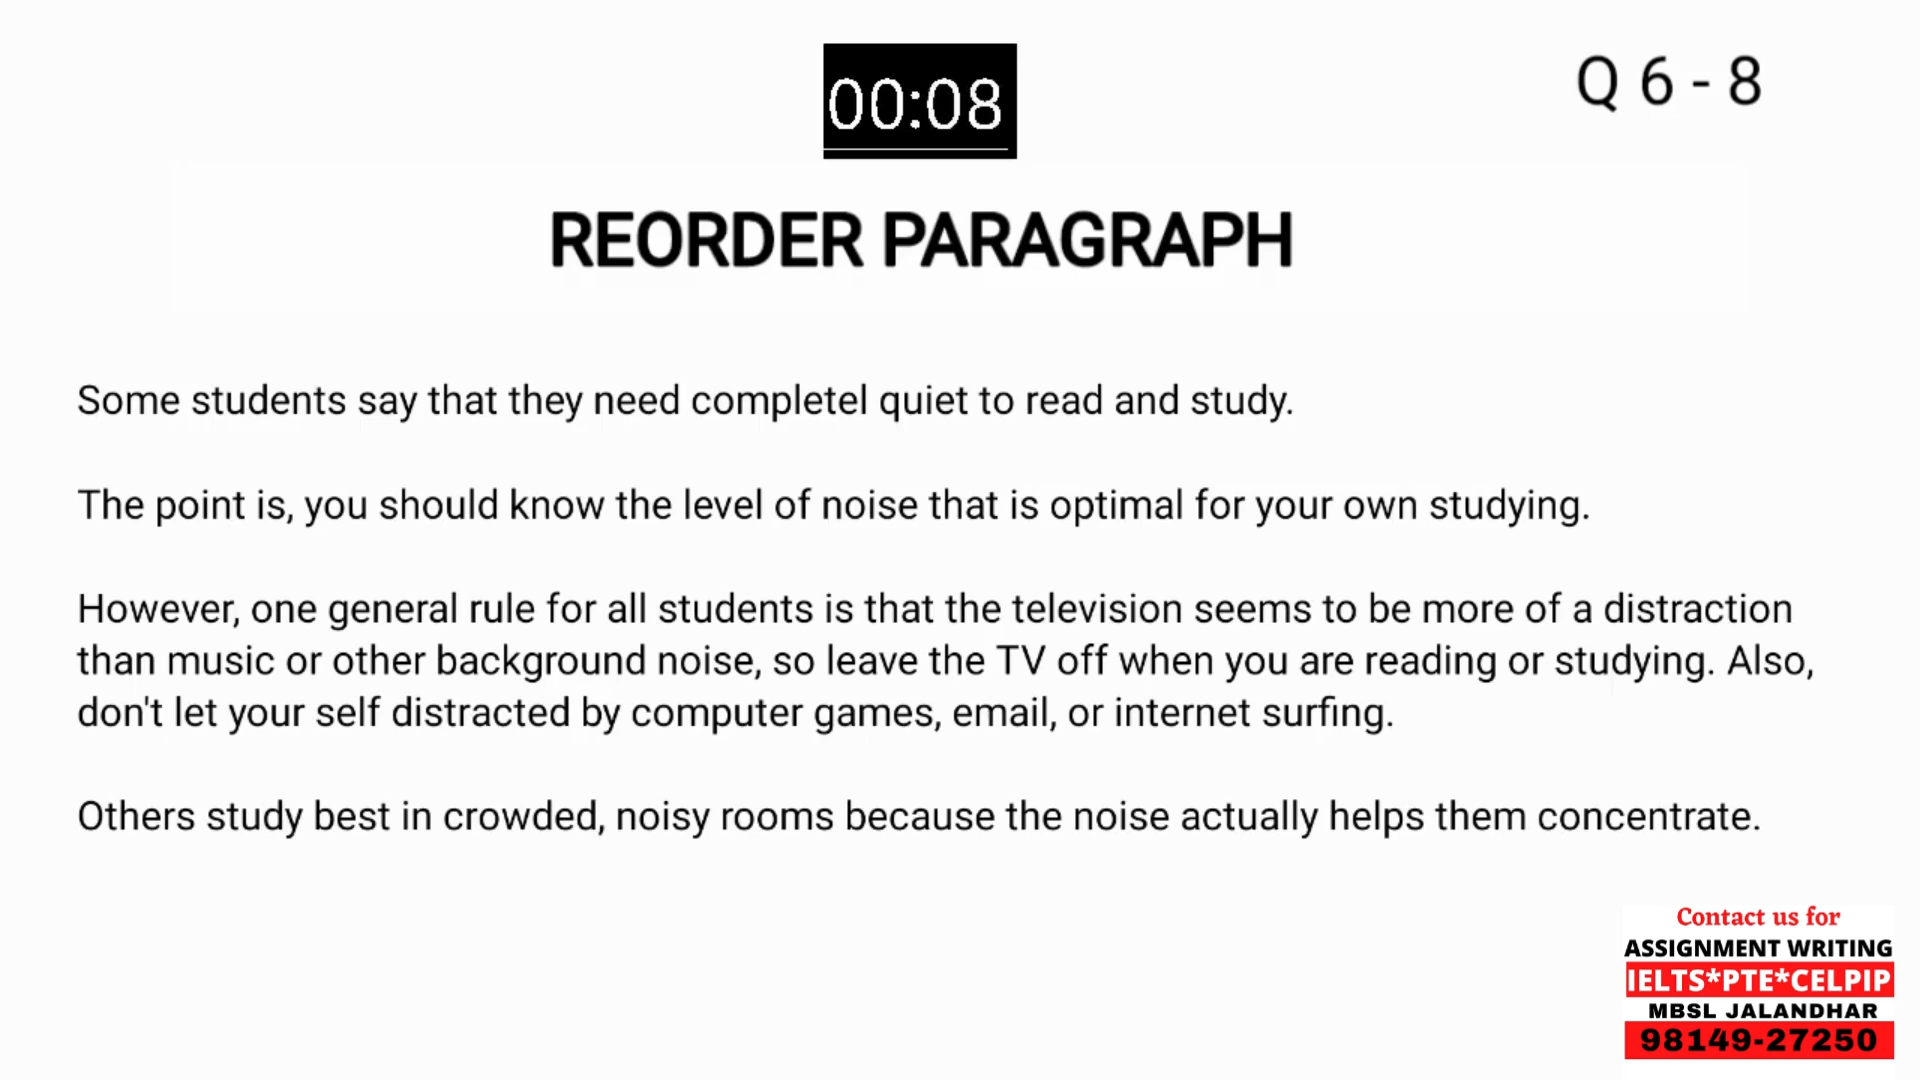 00:08
Q 6 - 8
REORDER PARAGRAPH
Some students say that they need completel quiet to read and study.
The point is, you should know the level of noise that is optimal for your own studying.
However, one general rule for all students is that the television seems to be more of a distraction
than music or other background noise, so leave the TV off when you are reading or studying. Also,
don't let your self distracted by computer games, email, or internet surfing.
Others study best in crowded, noisy rooms because the noise actually helps them concentrate.
Contact us for
ASSIGNMENT WRITING
IELTS*PTE*CELPIP
MBSL JALANDHAR
98149-27250